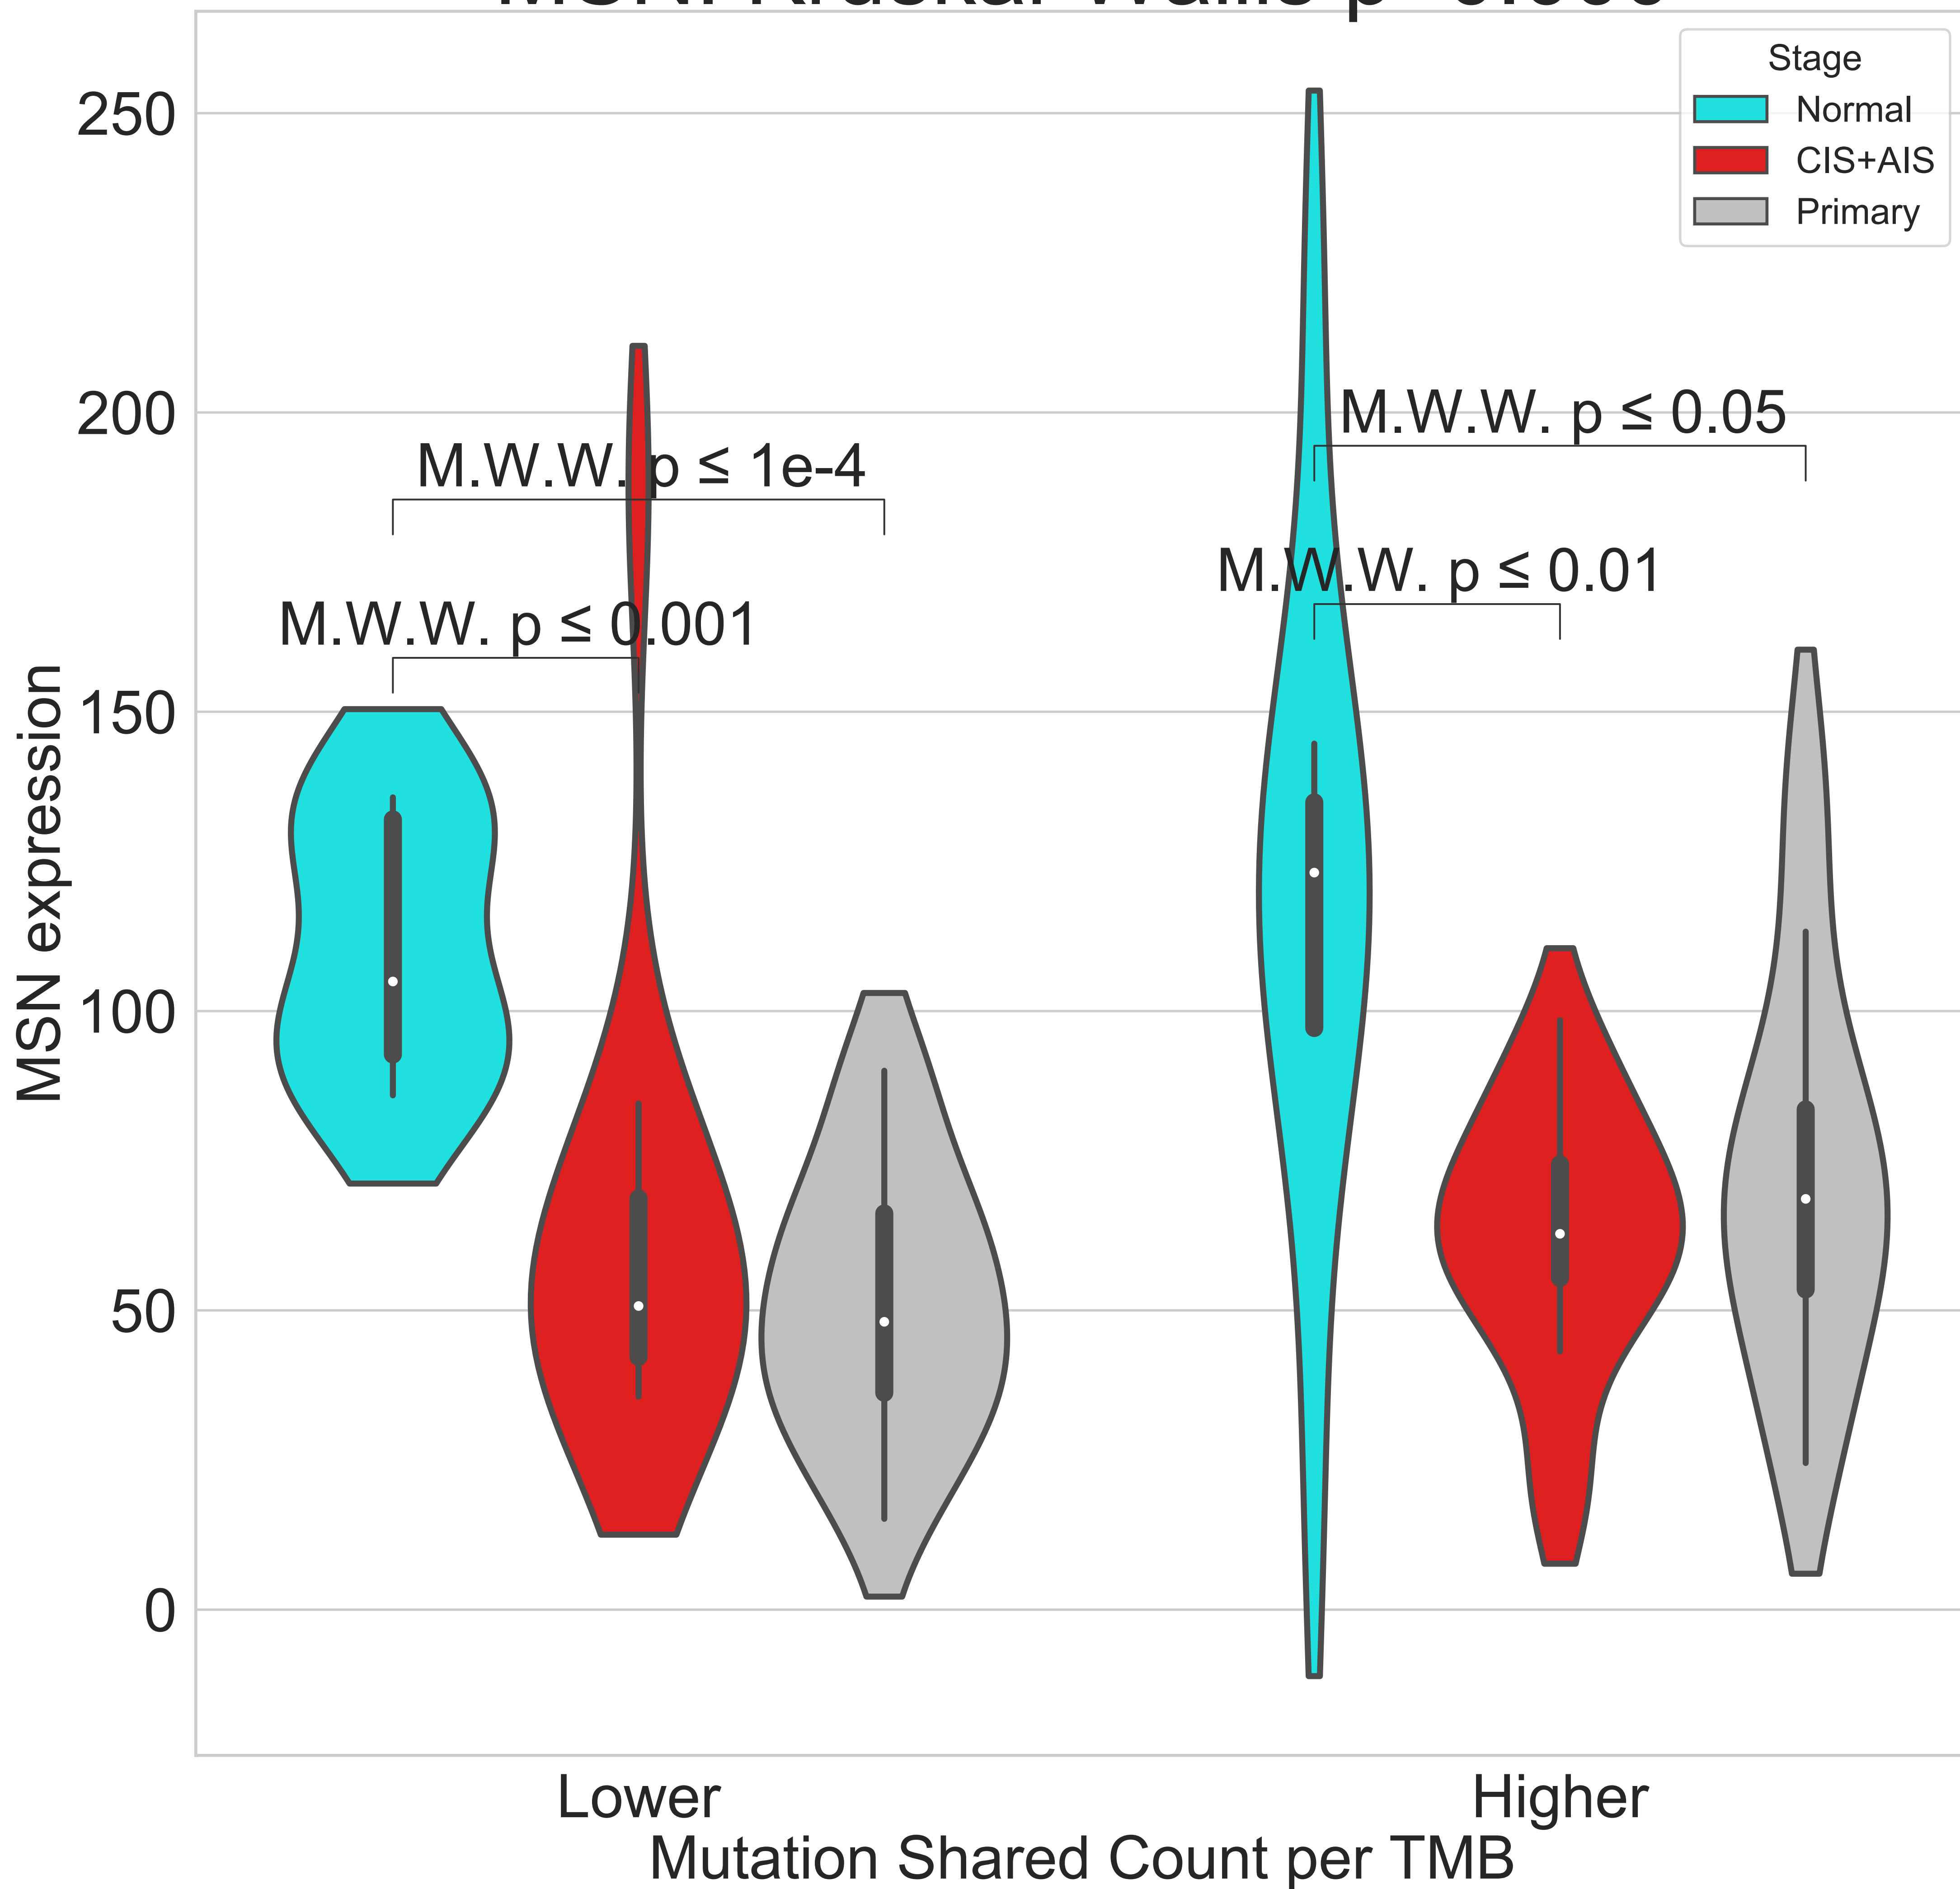 Stage
Normal
CIS+AIS
Primary
250
200
150
100
50
0
MSN expression
M.W.W. p ≤ 1e-4
M.W.W. p ≤ 0.001
M.W.W. p ≤ 0.05
M.W.W. p ≤ 0.01
Lower
Higher
Mutation Shared Count per TMB